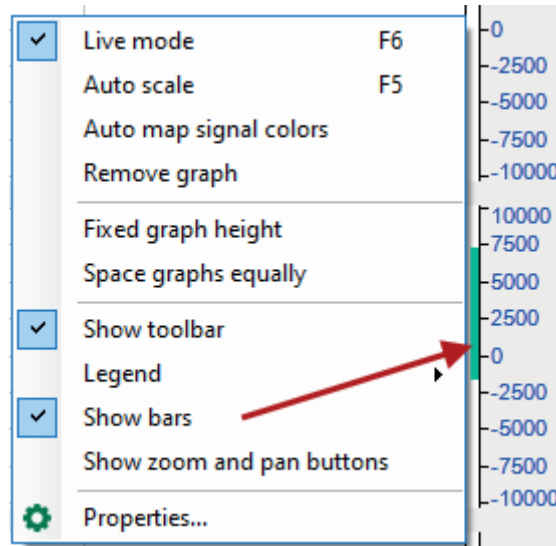 Live mode F6
Auto scale F5
Auto map signal colors
Remove graph
Fixed graph height
Space graphs equally
Show toolbar
Legend
Show bars
Show zoom and pan buttons
Properties...
-0
-2500
-5000
-7500
-10000
10000
7500
5000
2500
0
-2500
-5000
-7500
-10000